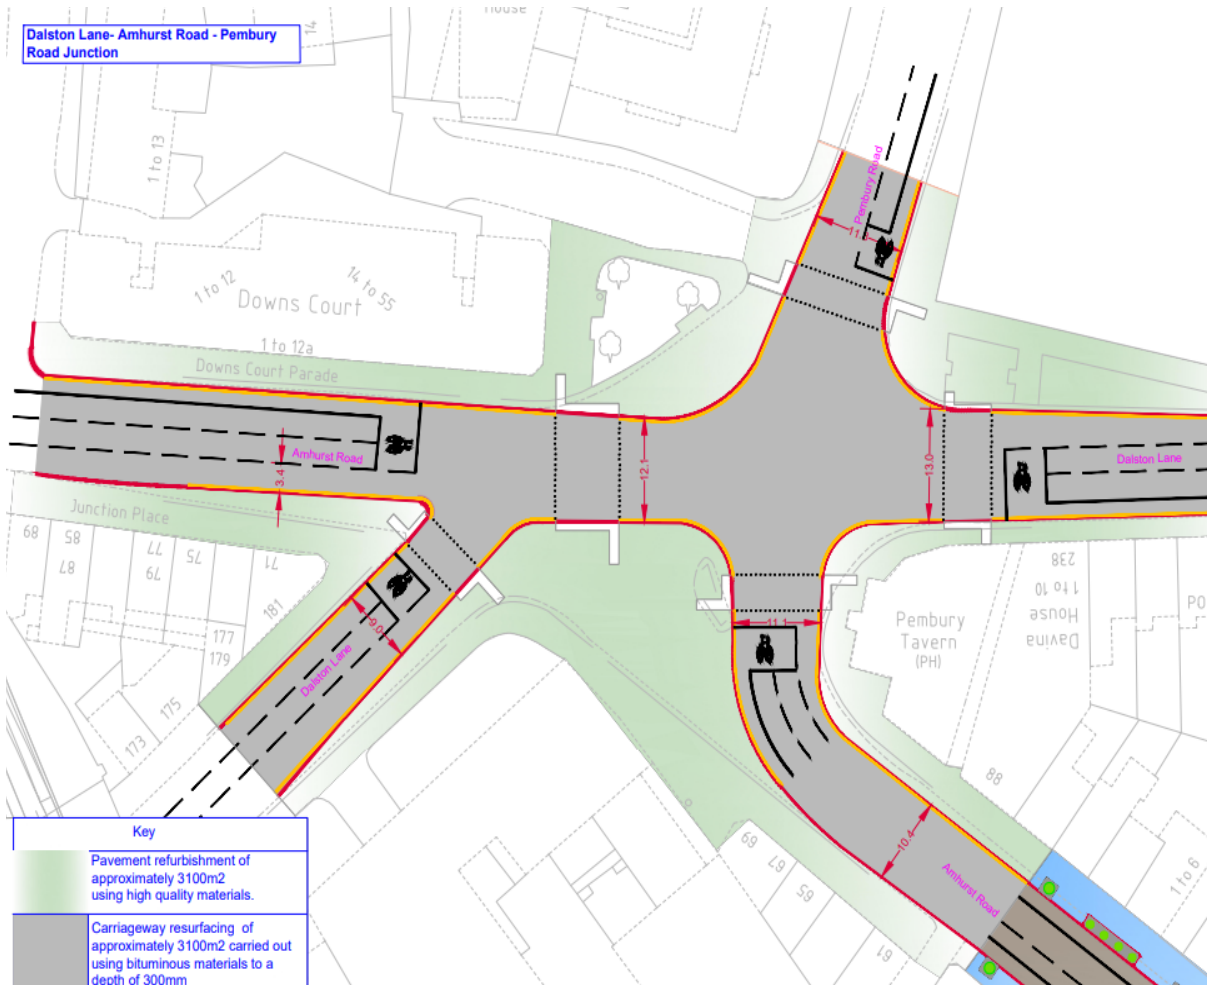 House
Dalston Lane- Amhurst Road - Pembury
Road Junction
14
1 to 13
Pembury Road
11.
1 to 12
14 to 55
Downs Court
1 to 12a
Downs Court Parade
Amhurst Road
3.4
12.1
13.0
Dalston Lane
Junction Place
89
85
87
77
79
75
71
181
177
179
175
173
9.0
Dalston Lane
11.1
Pembury
Tavern
(PH)
238
1 to 10
Davina
House
PO
88
69
67
65
61
10.4
Amhurst Road
1 to 6
Key
Pavement refurbishment of
approximately 3100m2
using high quality materials.
Carriageway resurfacing of
approximately 3100m2 carried out
using bituminous materials to a
depth of 300mm